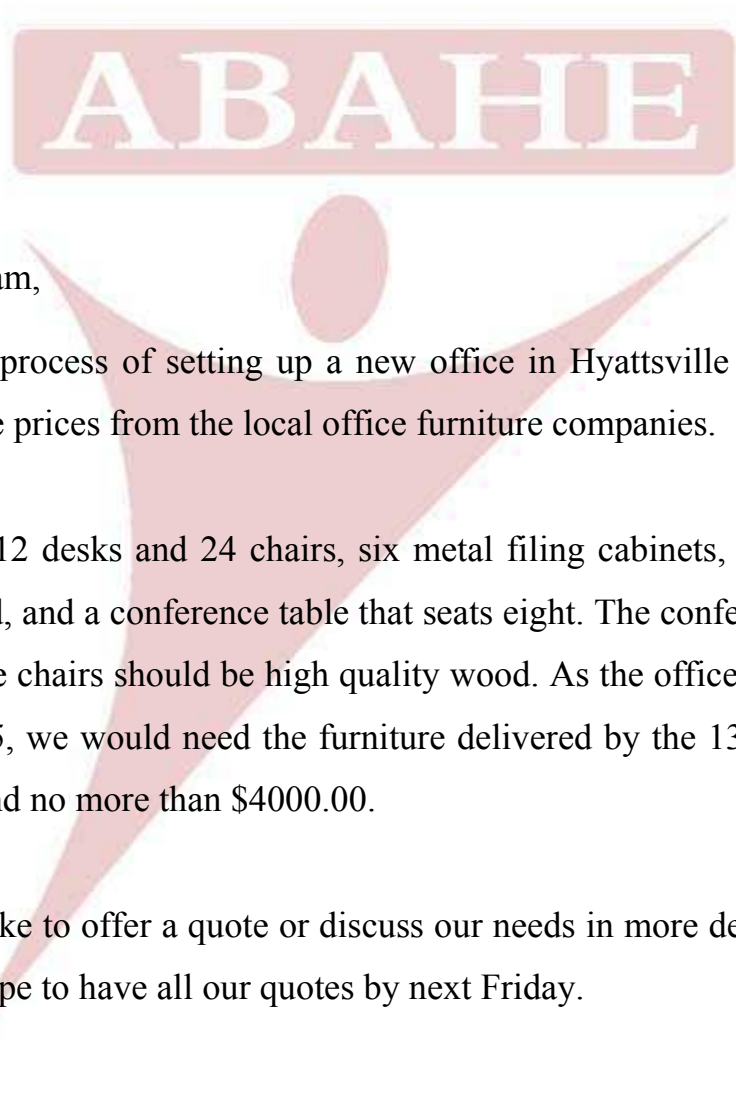 ABAHE
am,
process of setting up a new office in Hyattsville
e prices from the local office furniture companies.
12 desks and 24 chairs, six metal filing cabinets,
l, and a conference table that seats eight. The confe
e chairs should be high quality wood. As the office
5, we would need the furniture delivered by the 13
nd no more than $4000.00.
ke to offer a quote or discuss our needs in more de
pe to have all our quotes by next Friday.